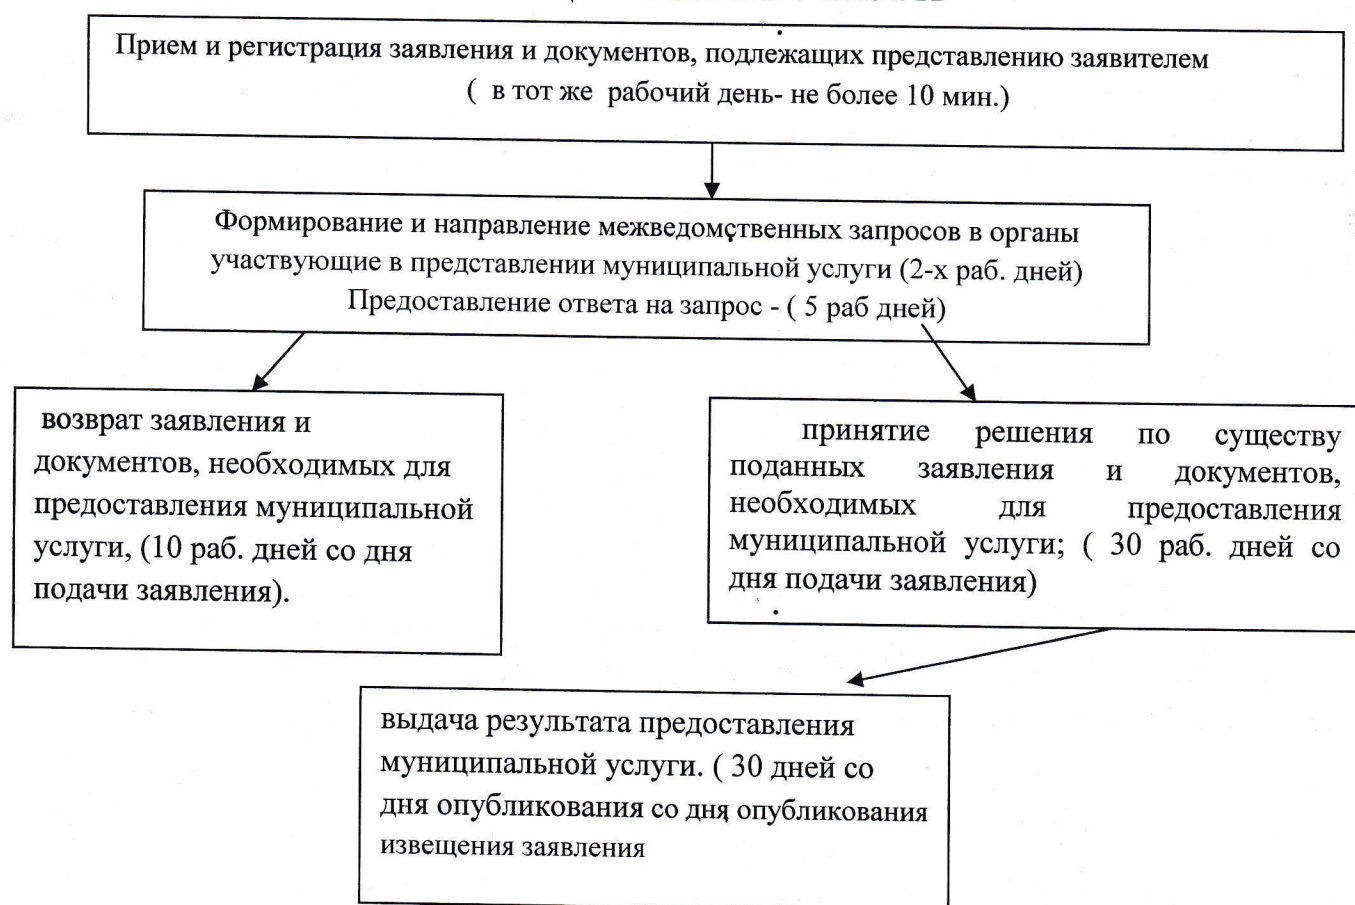 Прием и регистрация заявления и документов, подлежащих представлению заявителем
( в тот же рабочий день- не более 10 мин.)
Формирование и направление межведомственных запросов в органы
участвующие в представлении муниципальной услуги (2-х раб. дней)
Предоставление ответа на запрос - ( 5 раб дней)
возврат заявления и
документов, необходимых для
предоставления муниципальной
услуги, (10 раб. дней со дня
подачи заявления).
принятие решения по существу
поданных заявления и документов,
необходимых для предоставления
муниципальной услуги; ( 30 раб. дней со
дня подачи заявления)
выдача результата предоставления
муниципальной услуги. ( 30 дней со
дня опубликования со дня опубликования
извещения заявления